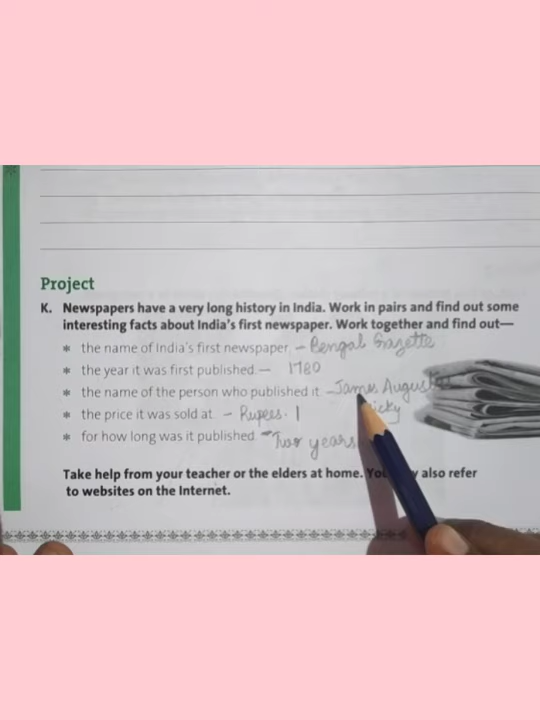 Project
K. Newspapers have a very long history in India. Work in pairs and find out some
interesting facts about India's first newspaper. Work together and find out—
* the name of India's first newspaper – Bengal Gazette
* the year it was first published – 1780
* the name of the person who published it – James Augustus
Hicky
* the price it was sold at – Rupees. 1
* for how long was it published – Two years
Take help from your teacher or the elders at home. You also refer
to websites on the Internet.